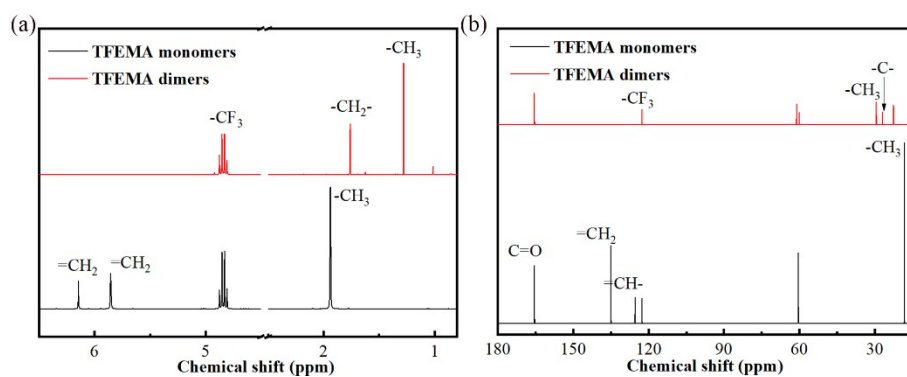 (a)
TFEMA monomers
TFEMA dimers
-CH₃
-CH₂-
-CF₃
-CH₃
=CH₂
=CH₂
6
5
2
1
Chemical shift (ppm)
(b)
TFEMA monomers
TFEMA dimers
-C-
-CH₃
-CF₃
-CH₃
=CH₂
C=O
=CH-
180
150
120
90
60
30
Chemical shift (ppm)